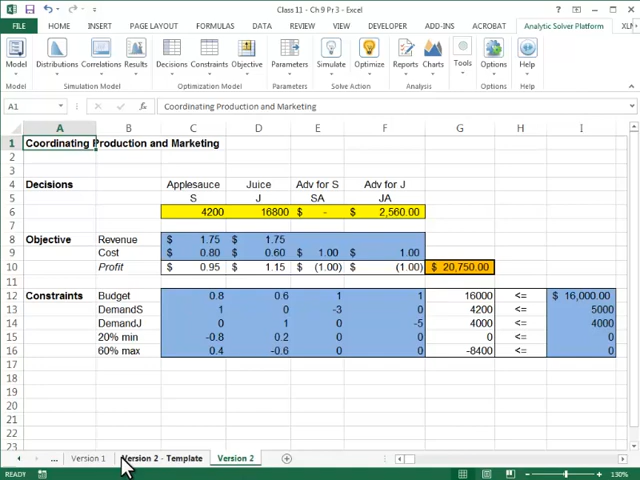 Class 11 - Ch 9 Pr 3 - Excel
FILE HOME INSERT PAGE LAYOUT FORMULAS DATA REVIEW VIEW DEVELOPER ADD-INS ACROBAT Analytic Solver Platform
Model Distributions Correlations Results Decisions Constraints Objective Parameters Simulate Optimize Reports Charts Tools Options Help
Model Simulation Model Optimization Model Parameters Solve Action Analysis Tools Options Help
A1 fx Coordinating Production and Marketing
A B C D E F G H I
1 Coordinating Production and Marketing
2
3
4 Decisions Applesauce Juice Adv for S Adv for J
5 S J SA JA
6 4200 16800 $ - $ 2,560.00
7
8 Objective Revenue $ 1.75 $ 1.75
9 Cost $ 0.80 $ 0.60 $ 1.00 $ 1.00
10 Profit $ 0.95 $ 1.15 $ (1.00) $ (1.00) $ 20,750.00
11
12 Constraints Budget 0.8 0.6 1 1 16000 <= $ 16,000.00
13 DemandS 1 0 -3 0 4200 <= 5000
14 DemandJ 0 1 0 -5 4000 <= 4000
15 20% min -0.8 0.2 0 0 0 <= 0
16 60% max 0.4 -0.6 0 0 -8400 <= 0
17
18
19
20
21
22
23
... Version 1 Version 2 - Template Version 2
READY 130%